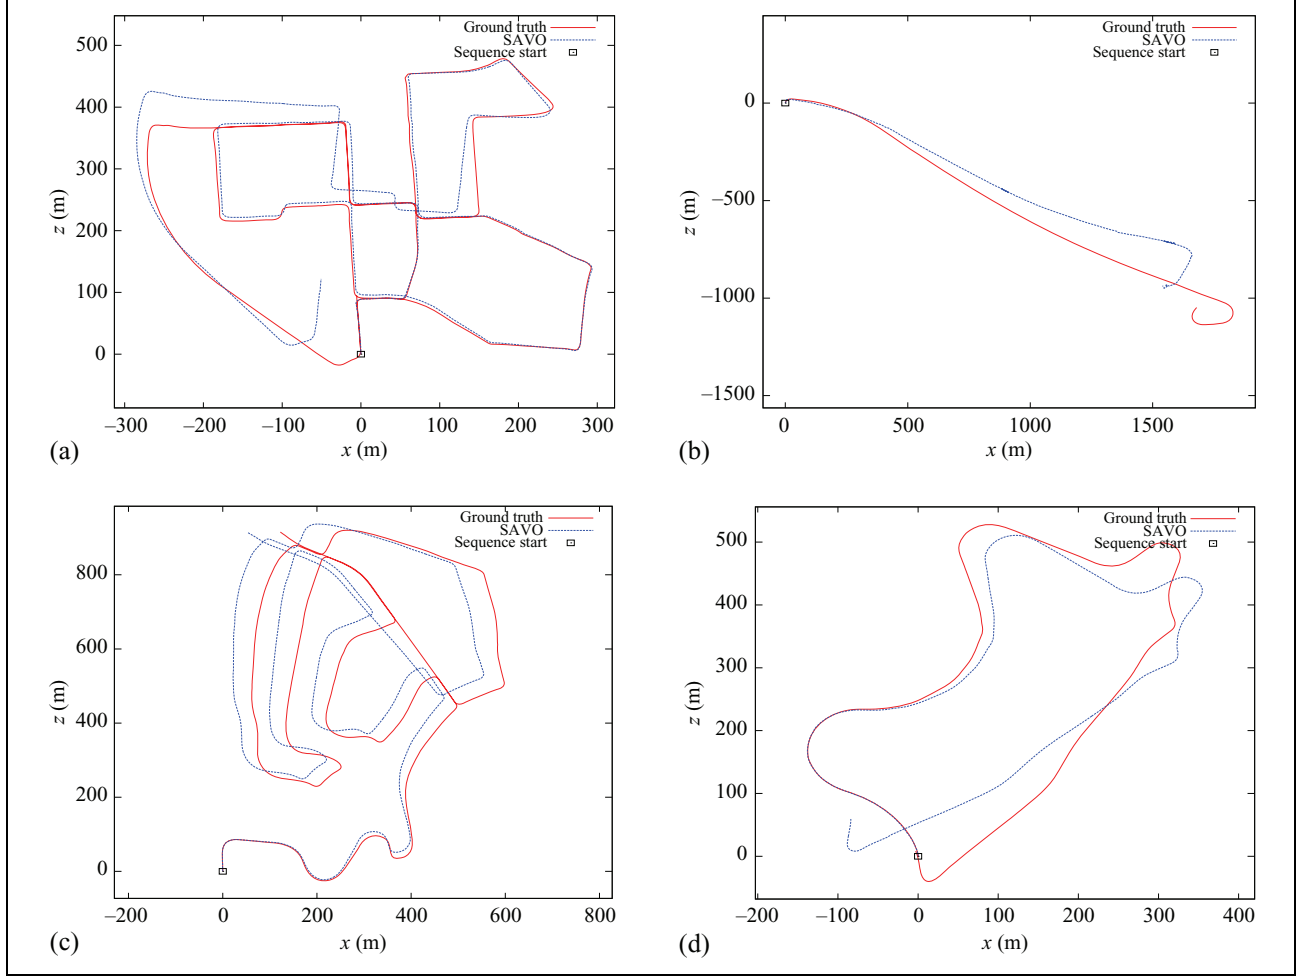 Ground truth
SAVO
Sequence start
500
400
300
200
100
0
z (m)
−300 −200 −100 0 100 200 300
x (m)
(a)
Ground truth
SAVO
Sequence start
0
−500
−1000
−1500
z (m)
0 500 1000 1500
x (m)
(b)
Ground truth
SAVO
Sequence start
800
600
400
200
0
z (m)
−200 0 200 400 600 800
x (m)
(c)
Ground truth
SAVO
Sequence start
500
400
300
200
100
0
z (m)
−200 −100 0 100 200 300 400
x (m)
(d)